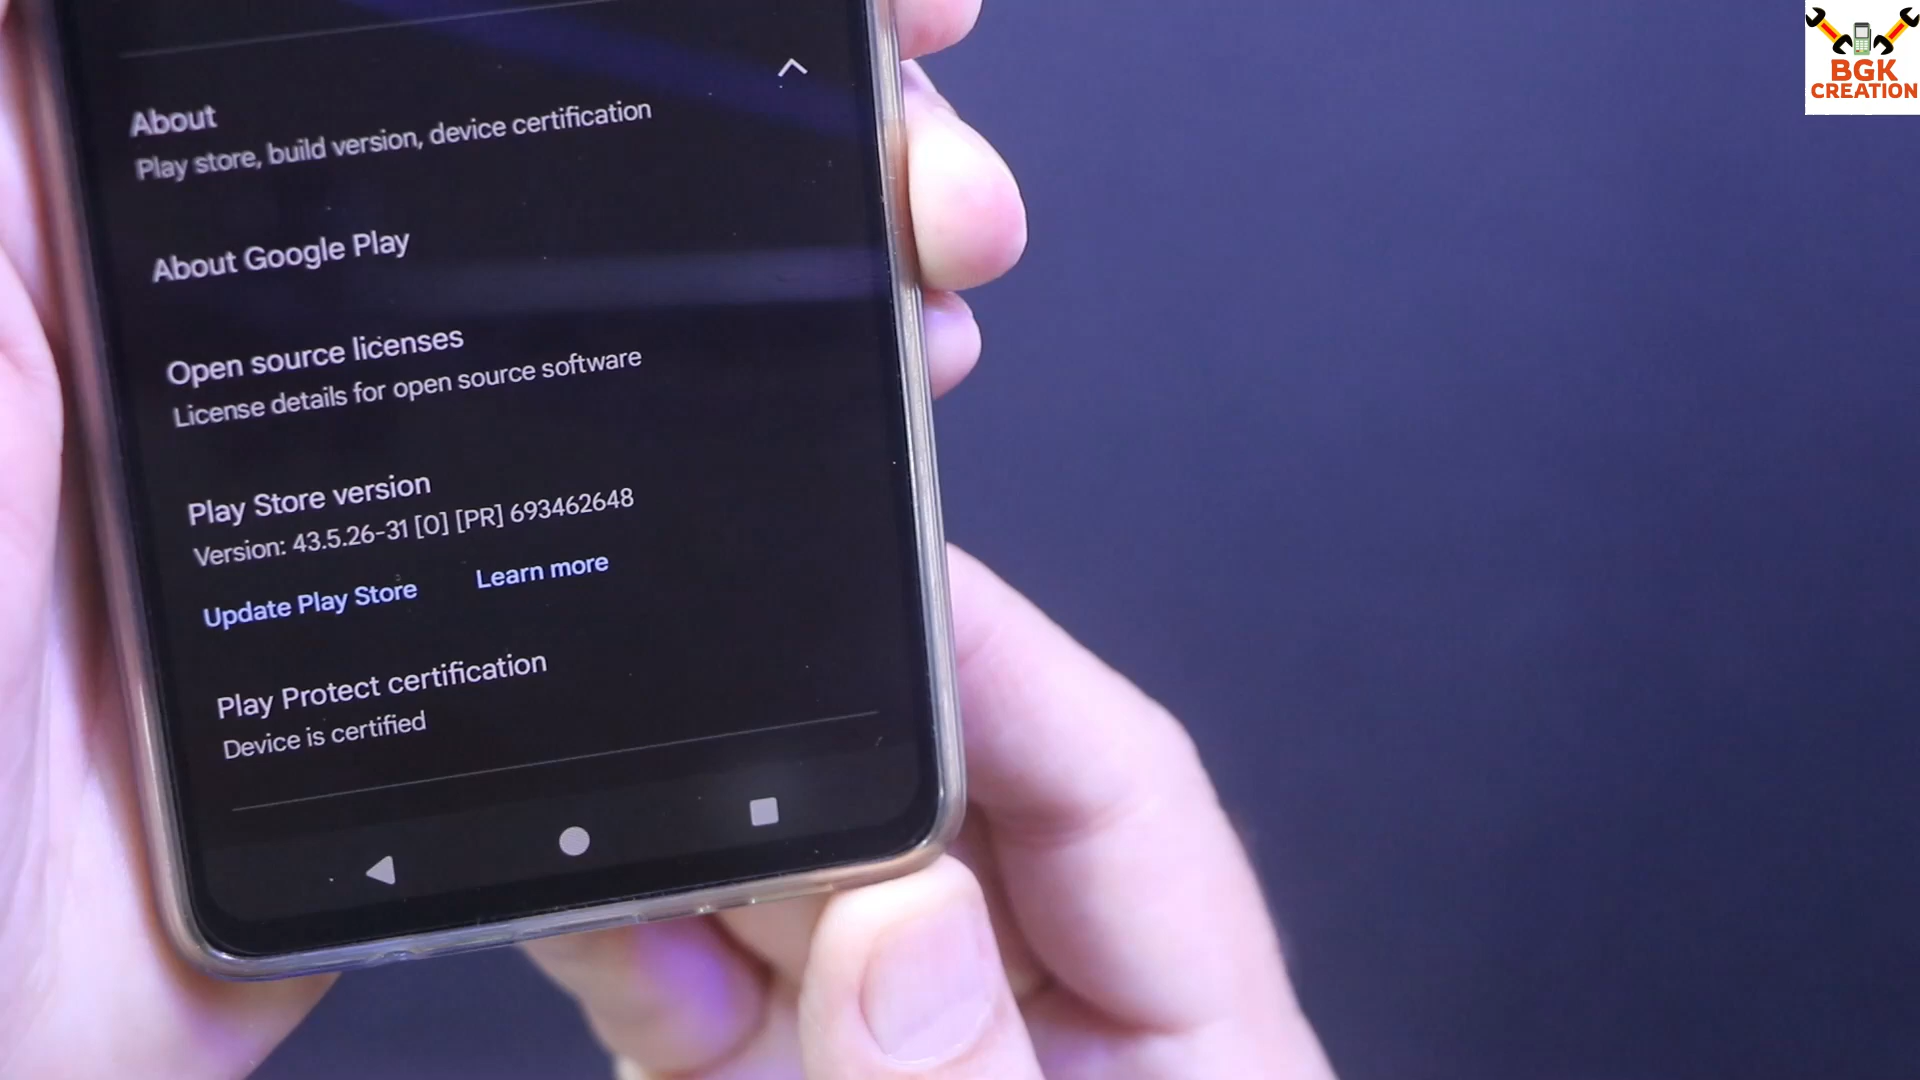 BGK
CREATION
About
Play store, build version, device certification
About Google Play
Open source licenses
License details for open source software
Play Store version
Version: 43.5.26-31 [0] [PR] 693462648
Update Play Store Learn more
Play Protect certification
Device is certified